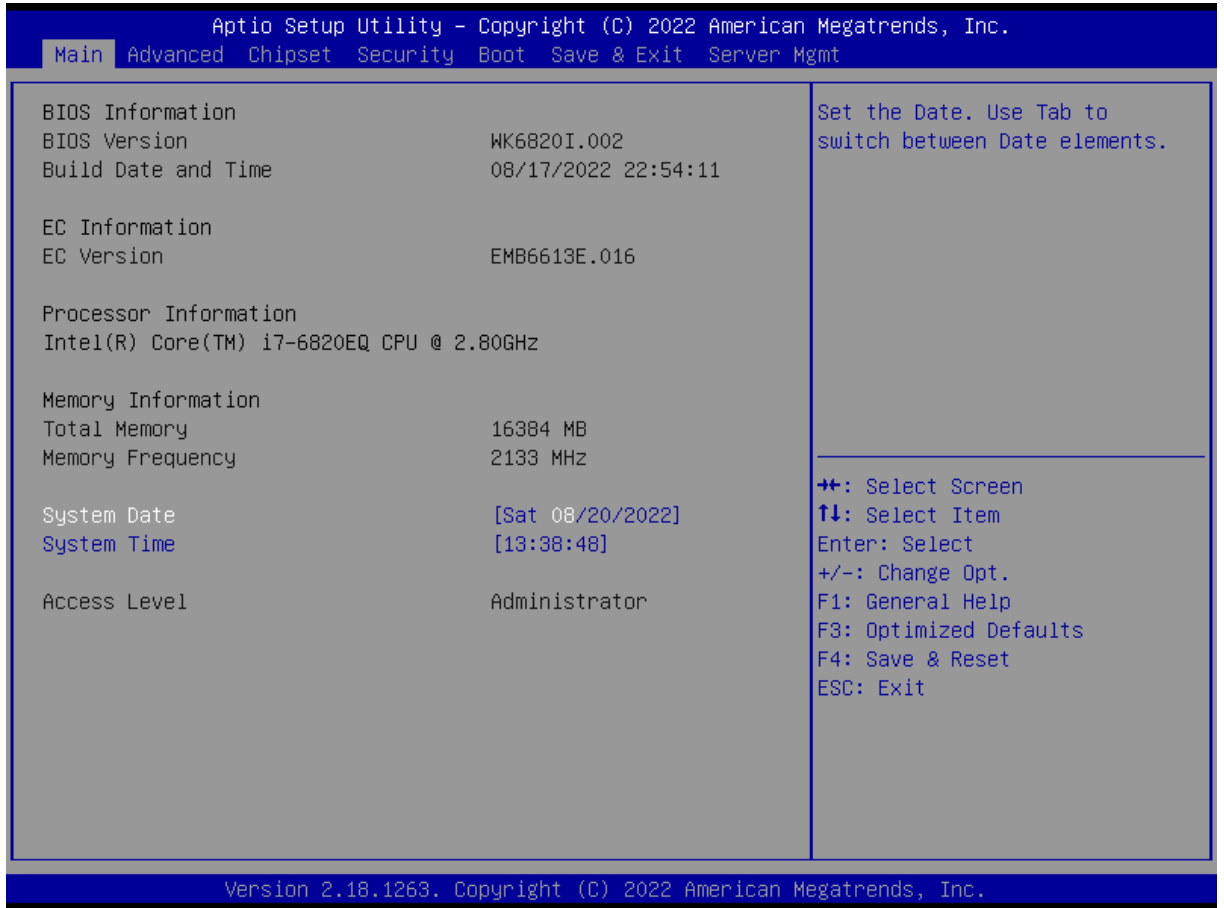 Aptio Setup Utility – Copyright (C) 2022 American Megatrends, Inc.
Main Advanced Chipset Security Boot Save & Exit Server Mgmt
BIOS Information
BIOS Version WK6820I.002
Build Date and Time 08/17/2022 22:54:11
EC Information
EC Version EMB6613E.016
Processor Information
Intel(R) Core(TM) i7-6820EQ CPU @ 2.80GHz
Memory Information
Total Memory 16384 MB
Memory Frequency 2133 MHz
System Date [Sat 08/20/2022]
System Time [13:38:48]
Access Level Administrator
Set the Date. Use Tab to
switch between Date elements.
→←: Select Screen
↑↓: Select Item
Enter: Select
+/-: Change Opt.
F1: General Help
F3: Optimized Defaults
F4: Save & Reset
ESC: Exit
Version 2.18.1263. Copyright (C) 2022 American Megatrends, Inc.